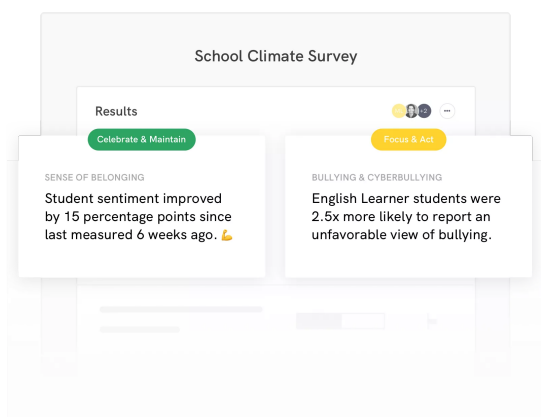 School Climate Survey
Results
+2
Celebrate & Maintain
SENSE OF BELONGING
Student sentiment improved
by 15 percentage points since
last measured 6 weeks ago. 💪
Focus & Act
BULLYING & CYBERBULLYING
English Learner students were
2.5x more likely to report an
unfavorable view of bullying.